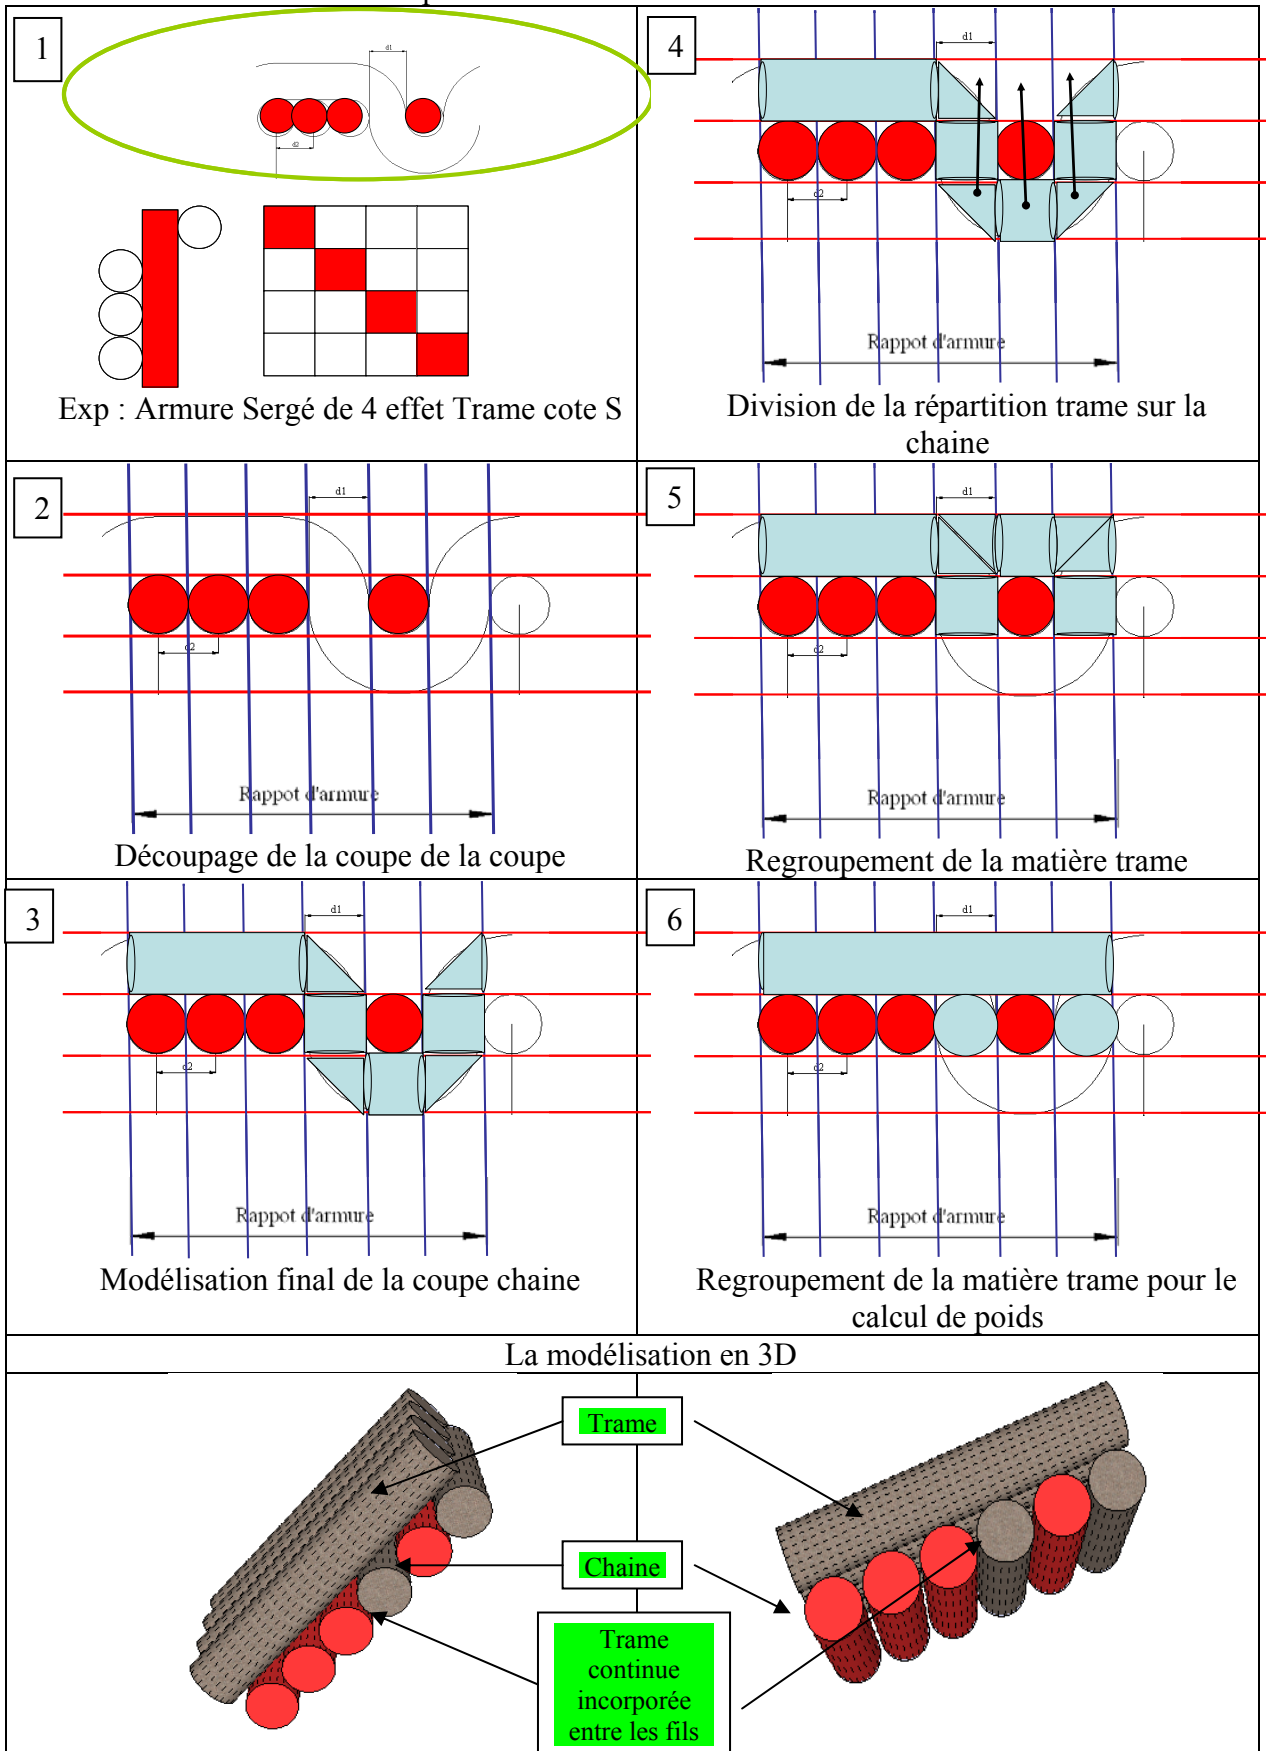 1
d1
d2
Exp : Armure Sergé de 4 effet Trame cote S
4
d1
d2
Rappot d'armure
Division de la répartition trame sur la
chaine
2
d1
d2
Rappot d'armure
Découpage de la coupe de la coupe
5
d1
d2
Rappot d'armure
Regroupement de la matière trame
3
d1
d2
Rappot d'armure
Modélisation final de la coupe chaine
6
d1
d2
Rappot d'armure
Regroupement de la matière trame pour le
calcul de poids
La modélisation en 3D
Trame
Chaine
Trame
continue
incorporée
entre les fils